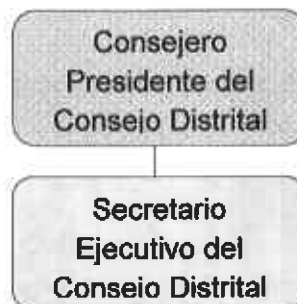 Consejero
Presidente del
Consejo Distrital
Secretario
Ejecutivo del
Consejo Distrital